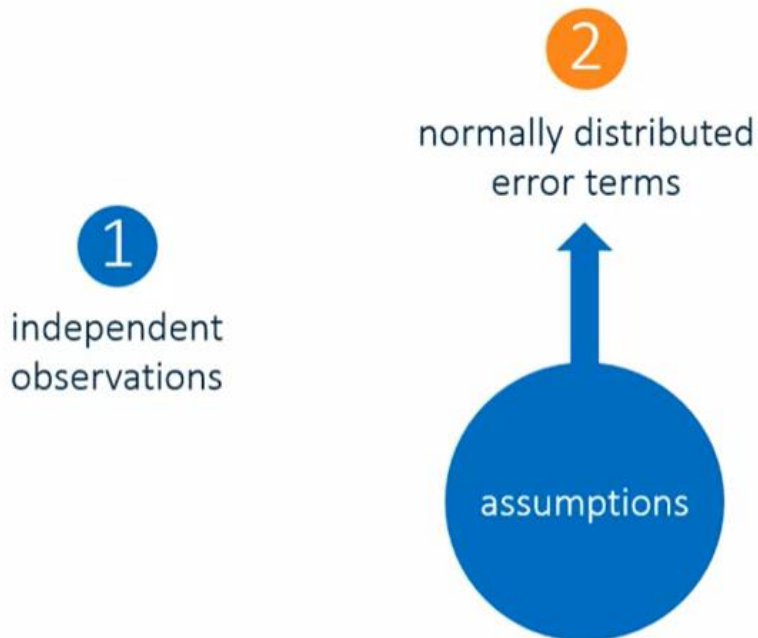 1
independent
observations
2
normally distributed
error terms
assumptions